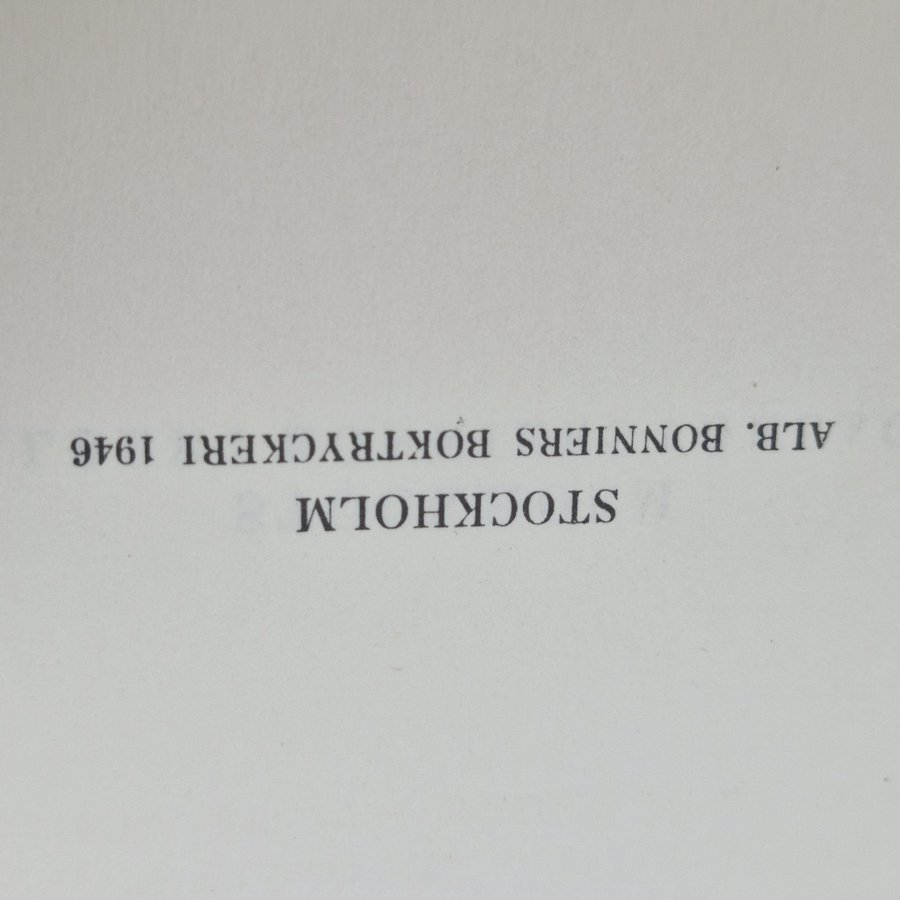 STOCKHOLM
ALB. BONNIERS BOKTRYCKERI 1946